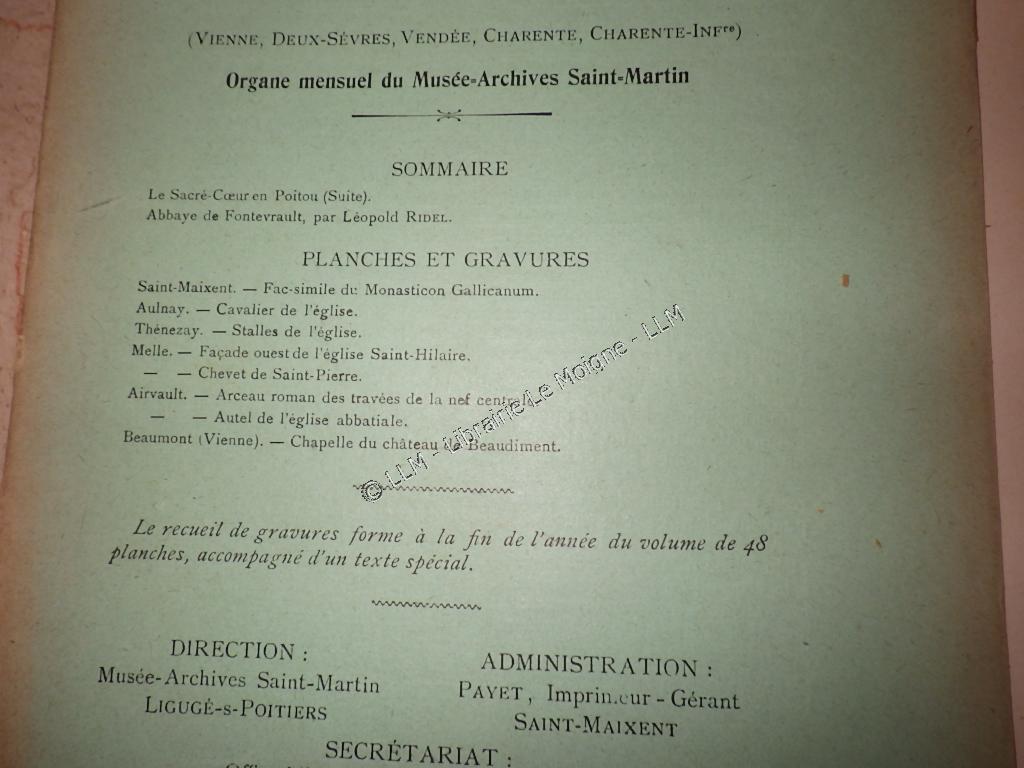 (VIENNE, DEUX-SÈVRES, VENDÉE, CHARENTE, CHARENTE-INFre)
Organe mensuel du Musée-Archives Saint-Martin
SOMMAIRE
Le Sacré-Cœur en Poitou (Suite).
Abbaye de Fontevrault, par Léopold RIDEL.
PLANCHES ET GRAVURES
Saint-Maixent. — Fac-simile du Monasticon Gallicanum.
Aulnay. — Cavalier de l'église.
Thénezay. — Stalles de l'église.
Melle. — Façade ouest de l'église Saint-Hilaire.
— — Chevet de Saint-Pierre.
Airvault. — Arceau roman des travées de la nef centrale
— — Autel de l'église abbatiale.
Beaumont (Vienne). — Chapelle du château de Beaudiment.
© LLM - Librairie Le Moigne - LLM
Le recueil de gravures forme à la fin de l'année du volume de 48
planches, accompagné d'un texte spécial.
DIRECTION :
Musée-Archives Saint-Martin
LIGUGÉ-S-POITIERS
ADMINISTRATION :
PAYET, Imprimeur-Gérant
SAINT-MAIXENT
SECRÉTARIAT :